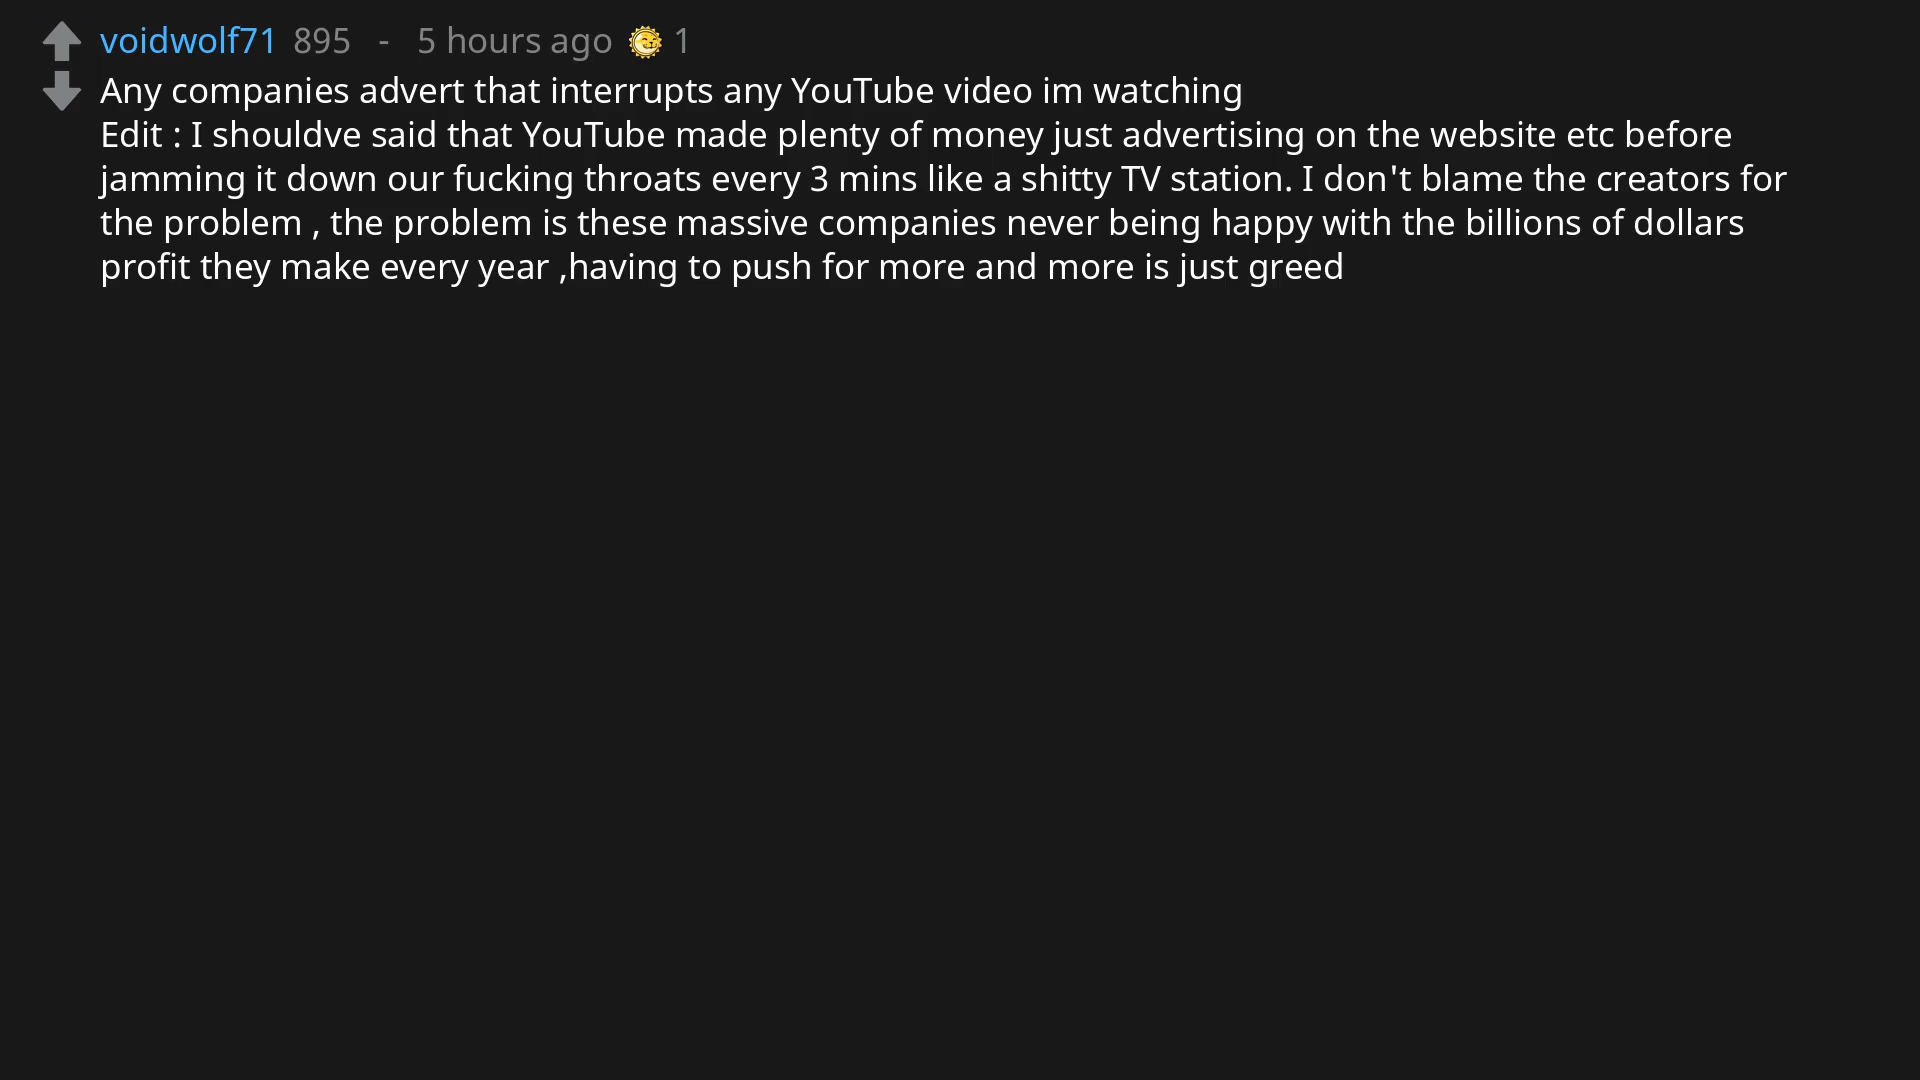 voidwolf71 895 - 5 hours ago 1
Any companies advert that interrupts any YouTube video im watching
Edit : I shouldve said that YouTube made plenty of money just advertising on the website etc before
jamming it down our fucking throats every 3 mins like a shitty TV station. I don't blame the creators for
the problem , the problem is these massive companies never being happy with the billions of dollars
profit they make every year ,having to push for more and more is just greed